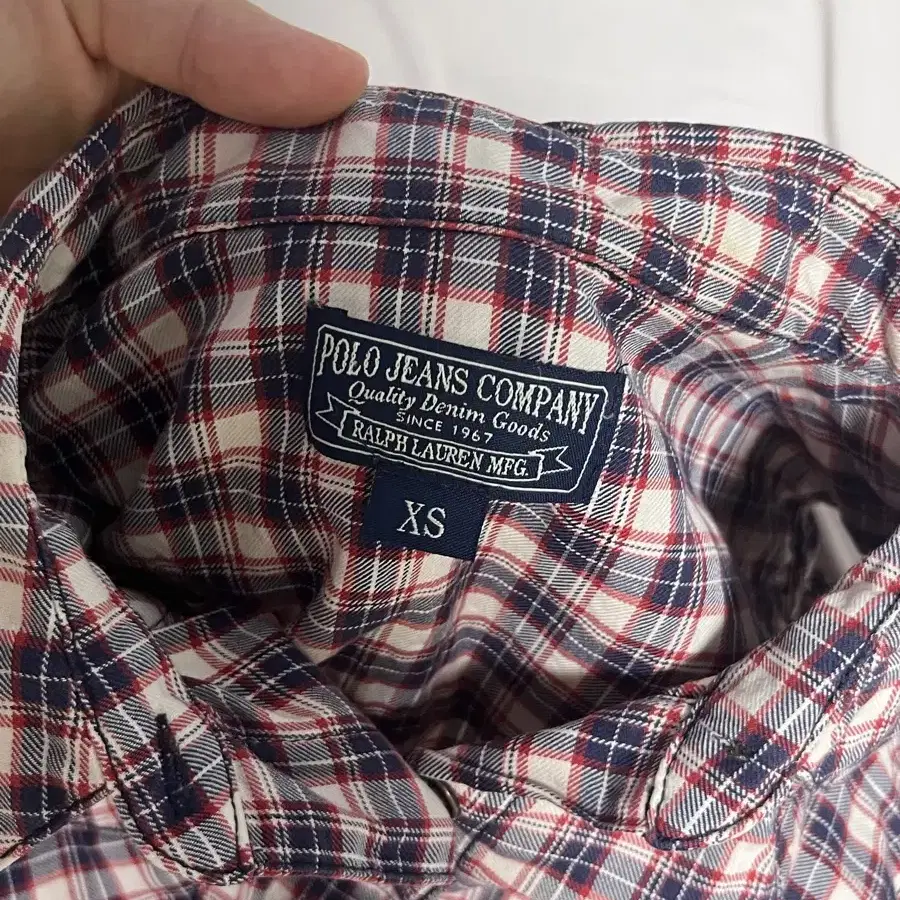 POLO JEANS COMPANY
Quality Denim Goods
SINCE 1967
RALPH LAUREN MFG.
XS